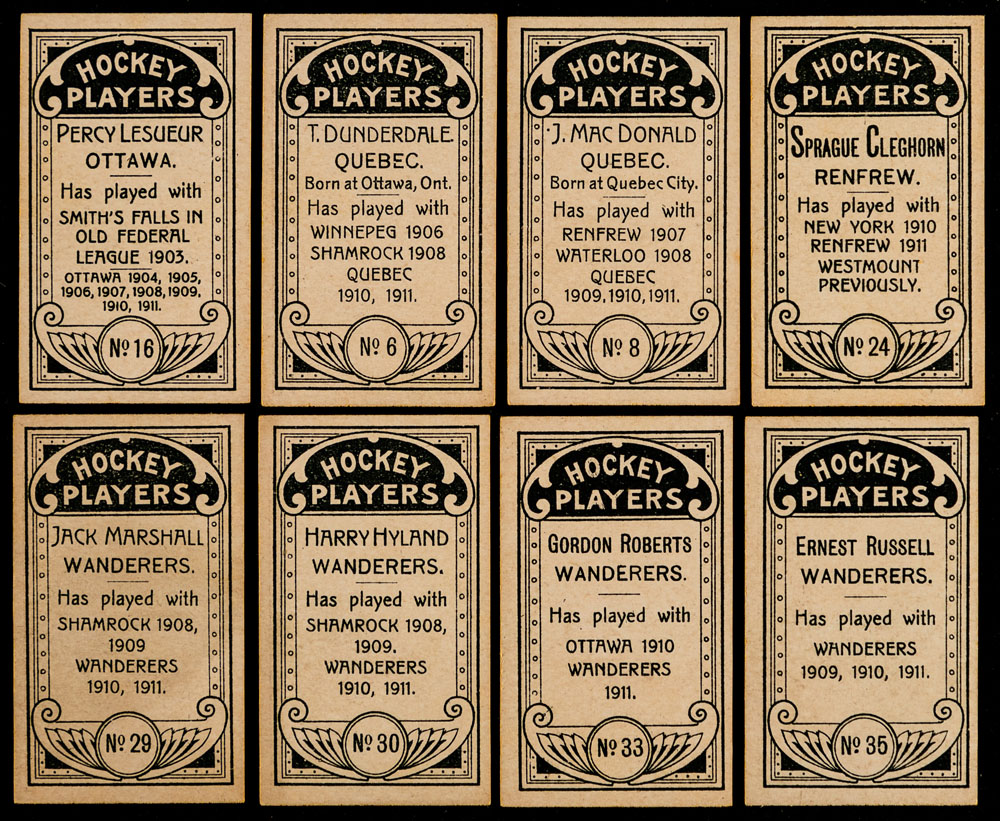 HOCKEY
PLAYERS
PERCY LESUEUR
OTTAWA.
Has played with
SMITH'S FALLS IN
OLD FEDERAL
LEAGUE 1903.
OTTAWA 1904, 1905,
1906, 1907, 1908, 1909,
1910, 1911.
No 16
HOCKEY
PLAYERS
T. DUNDERDALE
QUEBEC.
Born at Ottawa, Ont.
Has played with
WINNEPEG 1906
SHAMROCK 1908
QUEBEC
1910, 1911.
No 6
HOCKEY
PLAYERS
J. MAC DONALD
QUEBEC.
Born at Quebec City.
Has played with
RENFREW 1907
WATERLOO 1908
QUEBEC
1909, 1910, 1911.
No 8
HOCKEY
PLAYERS
SPRAGUE CLEGHORN
RENFREW.
Has played with
NEW YORK 1910
RENFREW 1911
WESTMOUNT
PREVIOUSLY.
No 24
HOCKEY
PLAYERS
JACK MARSHALL
WANDERERS.
Has played with
SHAMROCK 1908,
1909
WANDERERS
1910, 1911.
No 29
HOCKEY
PLAYERS
HARRY HYLAND
WANDERERS.
Has played with
SHAMROCK 1908,
1909.
WANDERERS
1910, 1911.
No 30
HOCKEY
PLAYERS
GORDON ROBERTS
WANDERERS.
Has played with
OTTAWA 1910
WANDERERS
1911.
No 33
HOCKEY
PLAYERS
ERNEST RUSSELL
WANDERERS.
Has played with
WANDERERS
1909, 1910, 1911.
No 35